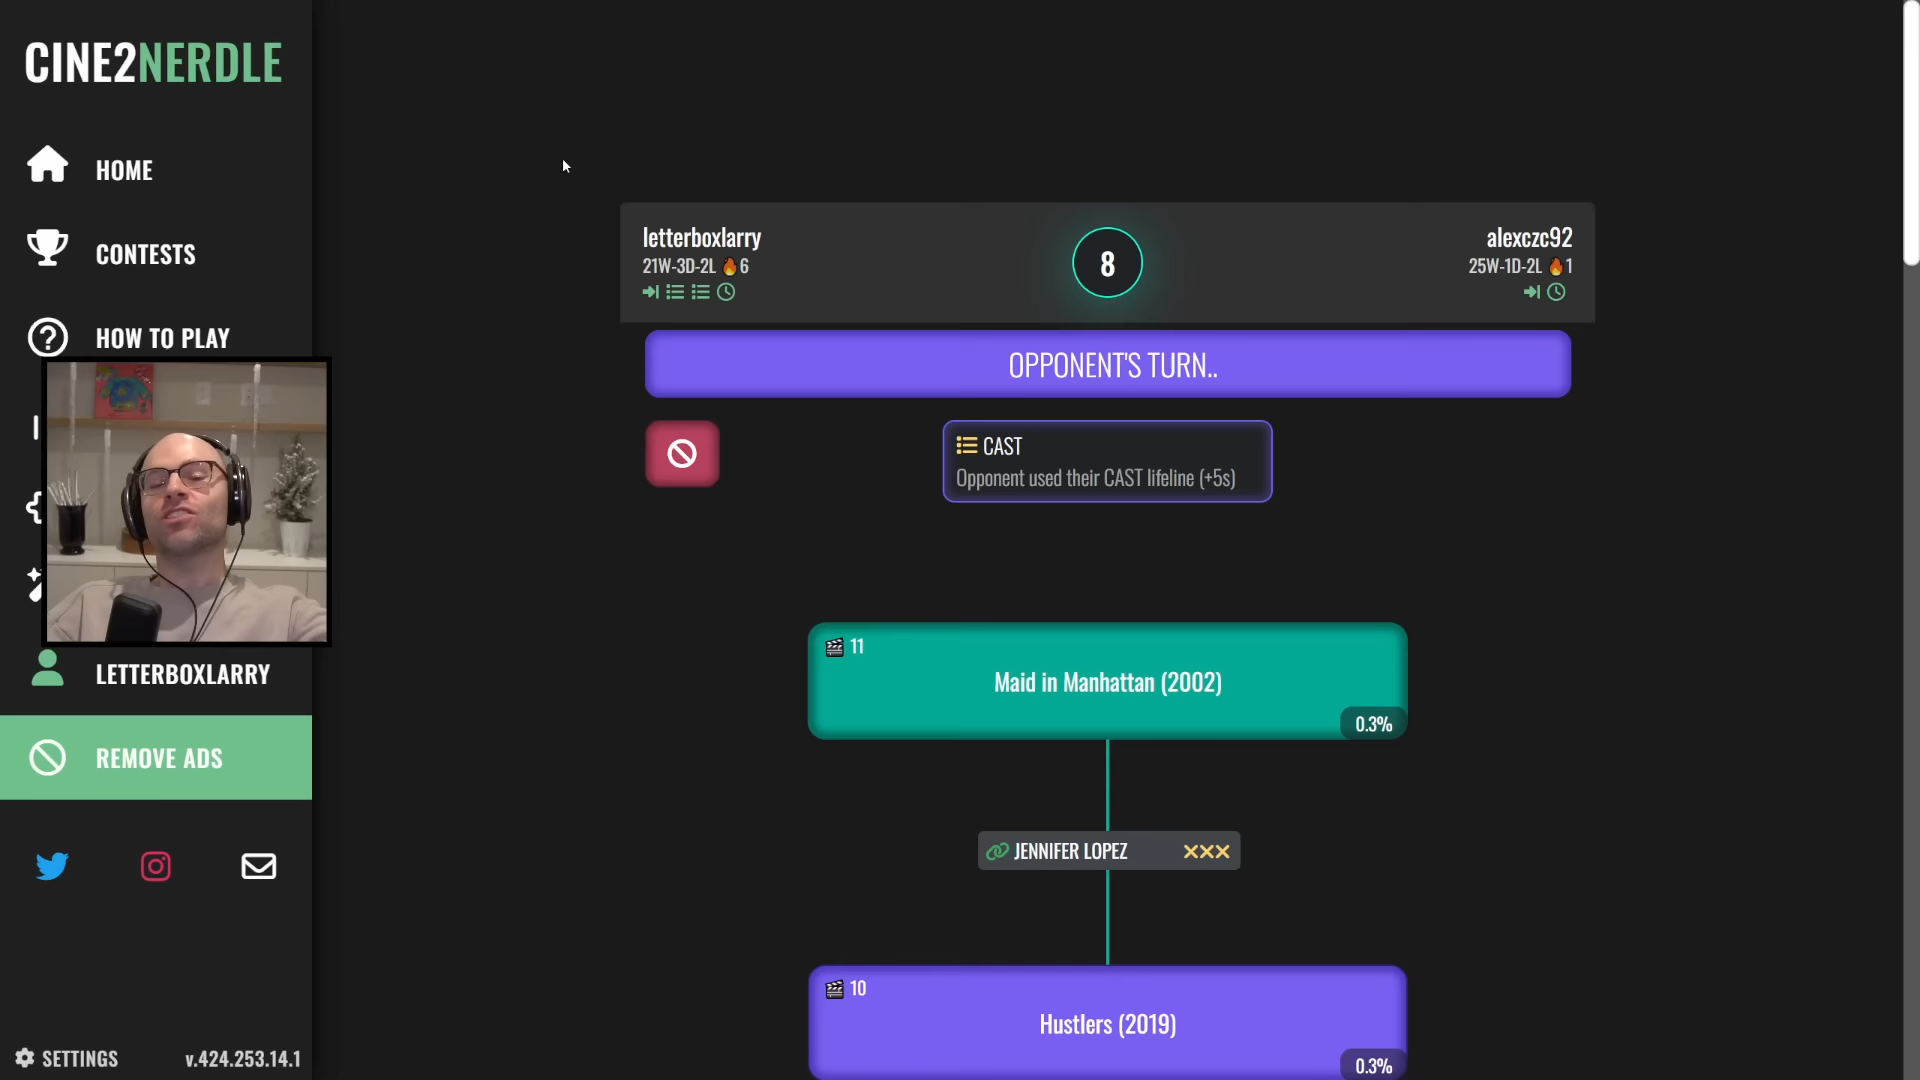 CINE2NERDLE
HOME
CONTESTS
HOW TO PLAY
LETTERBOXLARRY
REMOVE ADS
SETTINGS
v.424.253.14.1
letterboxlarry
21W-3D-2L 🔥6
8
alexczc92
25W-1D-2L 🔥1
OPPONENT'S TURN..
CAST
Opponent used their CAST lifeline (+5s)
11
Maid in Manhattan (2002)
0.3%
JENNIFER LOPEZ
10
Hustlers (2019)
0.3%